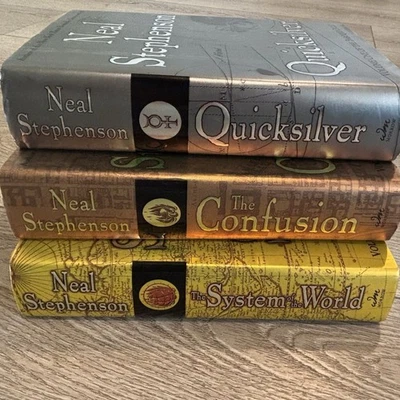 Neal
Stephenson
Quicksilver
Neal
Stephenson
Quicksilver
Neal
Stephenson
The
Confusion
Neal
Stephenson
The System of the World